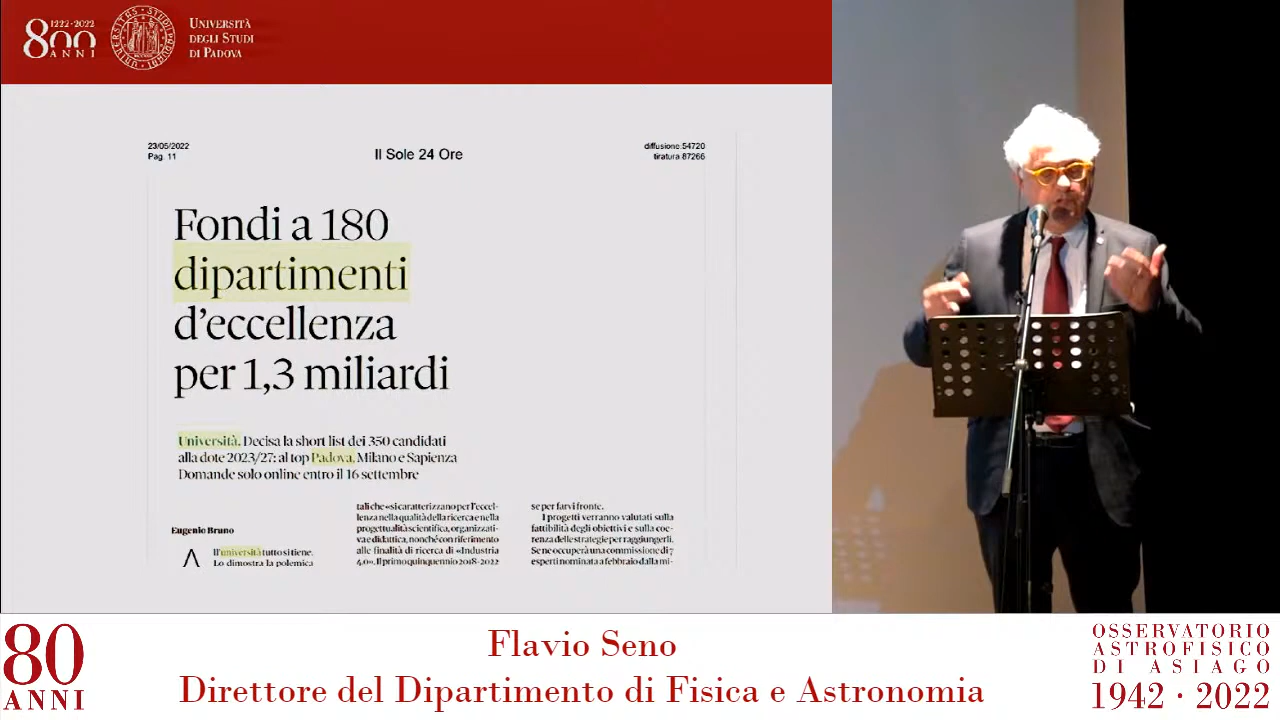 1222·2022
800
ANNI
UNIVERSITÀ
DEGLI STUDI
DI PADOVA
23/05/2022
Pag. 11
Il Sole 24 Ore
diffusione:54720
tiratura:87266
Fondi a 180
dipartimenti
d'eccellenza
per 1,3 miliardi
Università. Decisa la short list dei 350 candidati
alla dote 2023/27: al top Padova, Milano e Sapienza
Domande solo online entro il 16 settembre
Eugenio Bruno
All'università tutto si tiene.
Lo dimostra la polemica
tali che «si caratterizzano per l'eccel-
lenza nella qualità della ricerca e nella
progettualità scientifica, organizzati-
va e didattica, nonché con riferimento
alle finalità di ricerca di «Industria
4.0». Il primo quinquennio 2018-2022
se per farvi fronte.
I progetti verranno valutati sulla
fattibilità degli obiettivi e sulla coe-
renza delle strategie per raggiungerli.
Se ne occuperà una commissione di 7
esperti nominata a febbraio dalla mi-
80
ANNI
Flavio Seno
Direttore del Dipartimento di Fisica e Astronomia
OSSERVATORIO
ASTROFISICO
DI ASIAGO
1942 · 2022